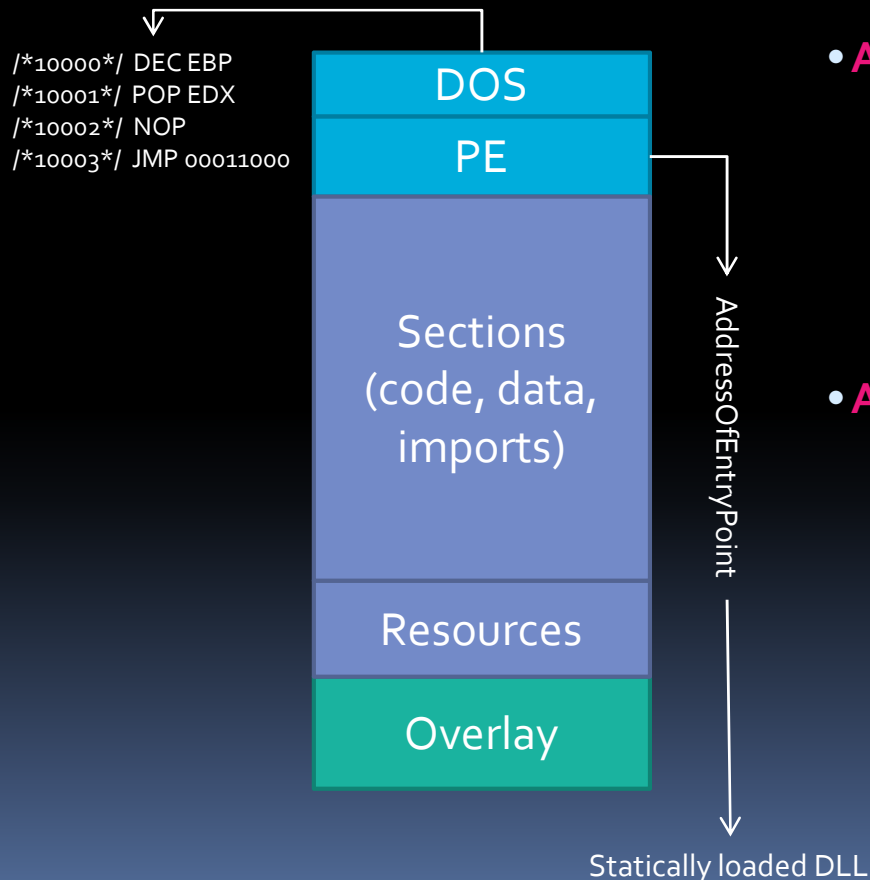 /*10000*/ DEC EBP
/*10001*/ POP EDX
/*10002*/ NOP
/*10003*/ JMP 00011000
DOS
PE
Sections
(code, data,
imports)
Resources
Overlay
AddressOfEntryPoint
Statically loaded DLL
• A
• A